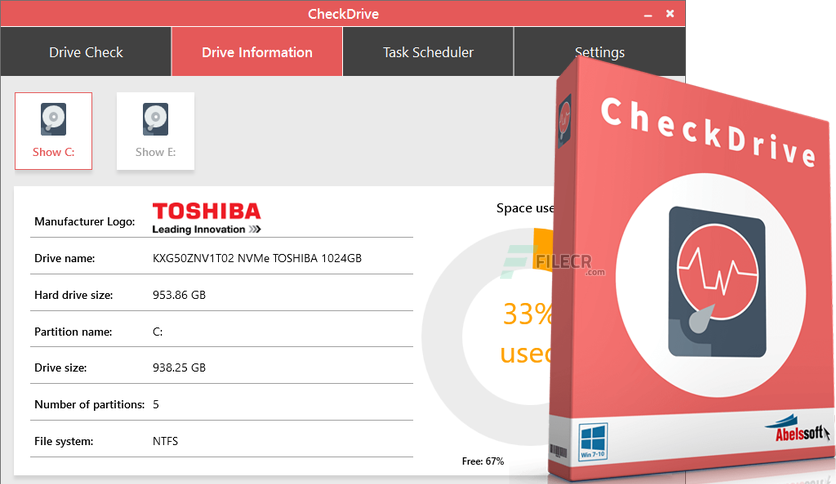 CheckDrive
Drive Check
Drive Information
Task Scheduler
Settings
Show C:
Show E:
Manufacturer Logo:
TOSHIBA
Leading Innovation
Drive name: KXG50ZNV1T02 NVMe TOSHIBA 1024GB
Hard drive size: 953.86 GB
Partition name: C:
Drive size: 938.25 GB
Number of partitions: 5
File system: NTFS
Space use
33%
used
Free: 67%
FILECR
.com
CheckDrive
Win 7-10
Abelssoft